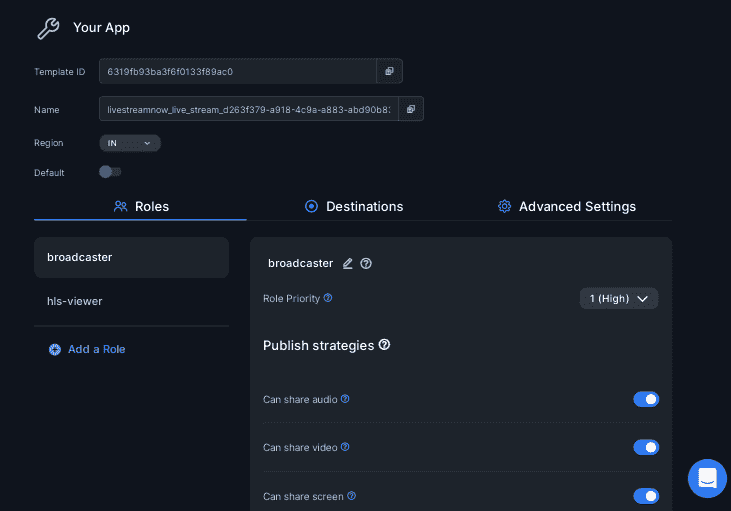 Your App
Template ID 6319fb93ba3f6f0133f89ac0
Name livestreamnow_live_stream_d263f379-a918-4c9a-a883-abd90b83
Region IN
Default
Roles Destinations Advanced Settings
broadcaster
hls-viewer
Add a Role
broadcaster
Role Priority 1 (High)
Publish strategies
Can share audio
Can share video
Can share screen